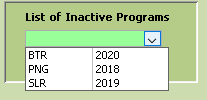 List of Inactive Programs
BTR 2020
PNG 2018
SLR 2019